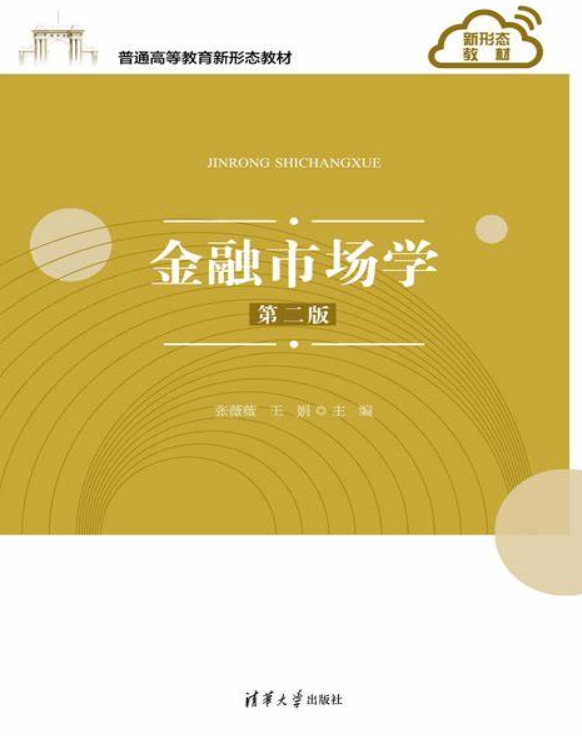 普通高等教育新形态教材
新形态
教材
JINRONG SHICHANGXUE
金融市场学
第二版
张薇薇 王娟○主编
清华大学出版社